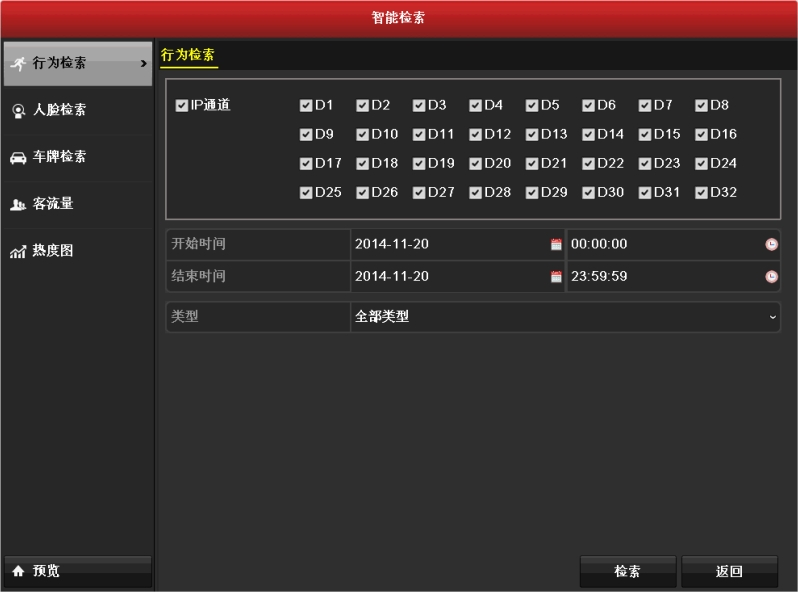 智能检索
行为检索
人脸检索
车牌检索
客流量
热度图
预览
行为检索
IP通道 D1 D2 D3 D4 D5 D6 D7 D8
D9 D10 D11 D12 D13 D14 D15 D16
D17 D18 D19 D20 D21 D22 D23 D24
D25 D26 D27 D28 D29 D30 D31 D32
开始时间 2014-11-20 00:00:00
结束时间 2014-11-20 23:59:59
类型 全部类型
检索 返回